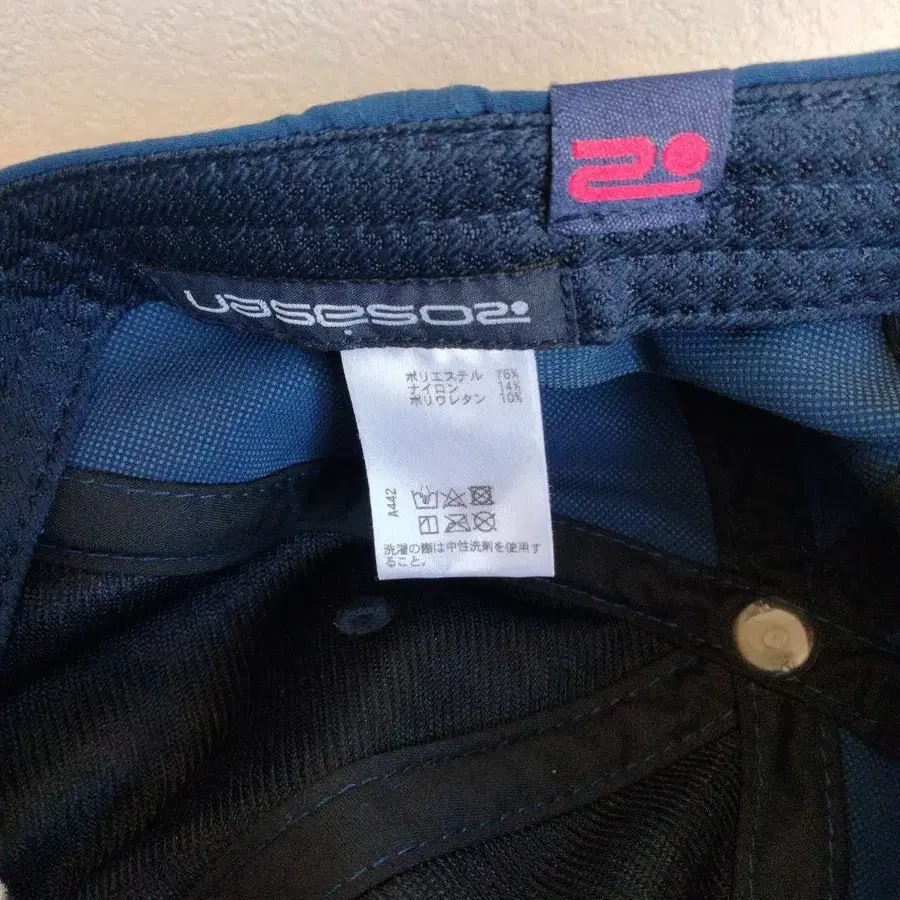 rosasen
ポリエステル 76%
ナイロン 14%
ポリウレタン 10%
A442
洗濯の際は中性洗剤を使用す
ること。